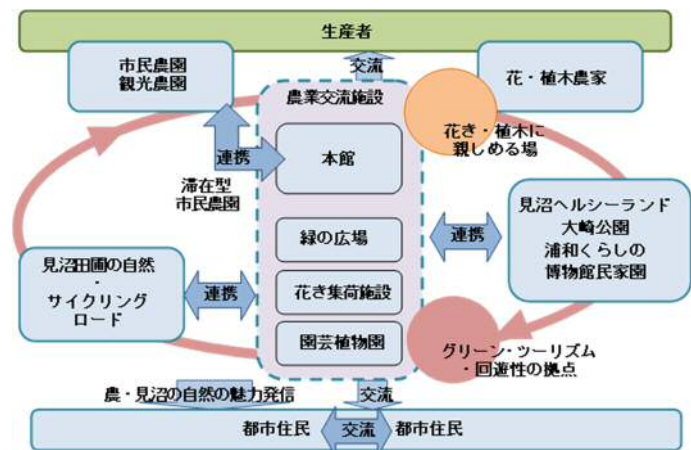 生産者
市民農園
観光農園
交流
花・植木農家
農業交流施設
花き・植木に
親しめる場
本館
連携
滞在型
市民農園
見沼ヘルシーランド
大崎公園
浦和くらしの
博物館民家園
緑の広場
連携
見沼田圃の自然
・
サイクリング
ロード
連携
花き集荷施設
園芸植物園
グリーン・ツーリズム
・回遊性の拠点
農・見沼の自然の魅力発信
交流
都市住民
交流
都市住民